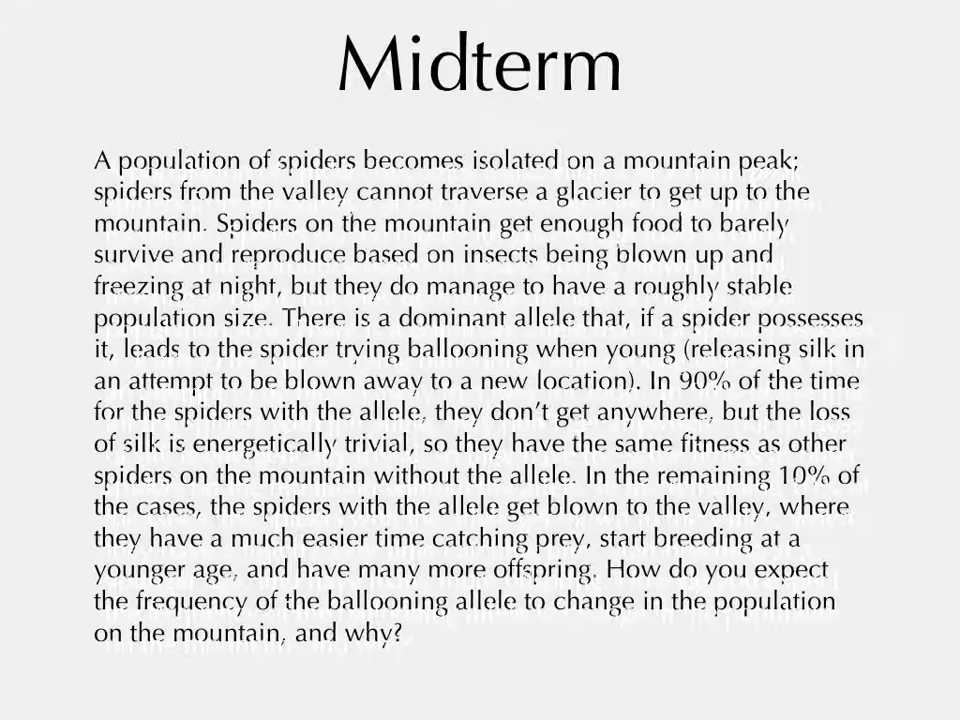 Midterm
A population of spiders becomes isolated on a mountain peak;
spiders from the valley cannot traverse a glacier to get up to the
mountain. Spiders on the mountain get enough food to barely
survive and reproduce based on insects being blown up and
freezing at night, but they do manage to have a roughly stable
population size. There is a dominant allele that, if a spider possesses
it, leads to the spider trying ballooning when young (releasing silk in
an attempt to be blown away to a new location). In 90% of the time
for the spiders with the allele, they don’t get anywhere, but the loss
of silk is energetically trivial, so they have the same fitness as other
spiders on the mountain without the allele. In the remaining 10% of
the cases, the spiders with the allele get blown to the valley, where
they have a much easier time catching prey, start breeding at a
younger age, and have many more offspring. How do you expect
the frequency of the ballooning allele to change in the population
on the mountain, and why?